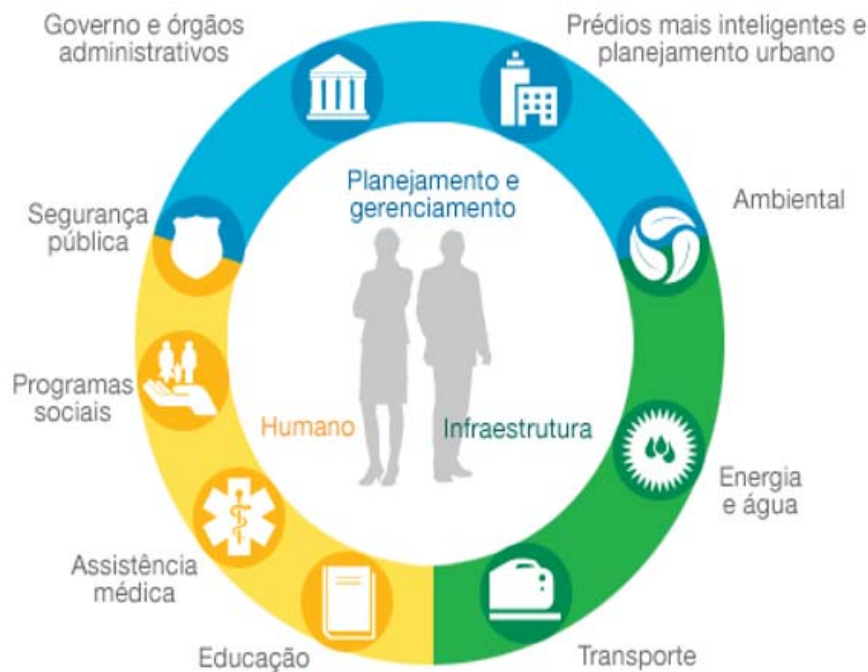 Governo e órgãos
administrativos
Prédios mais inteligentes e
planejamento urbano
Planejamento e
gerenciamento
Segurança
pública
Ambiental
Programas
sociais
Humano
Infraestrutura
Energia
e água
Assistência
médica
Educação
Transporte